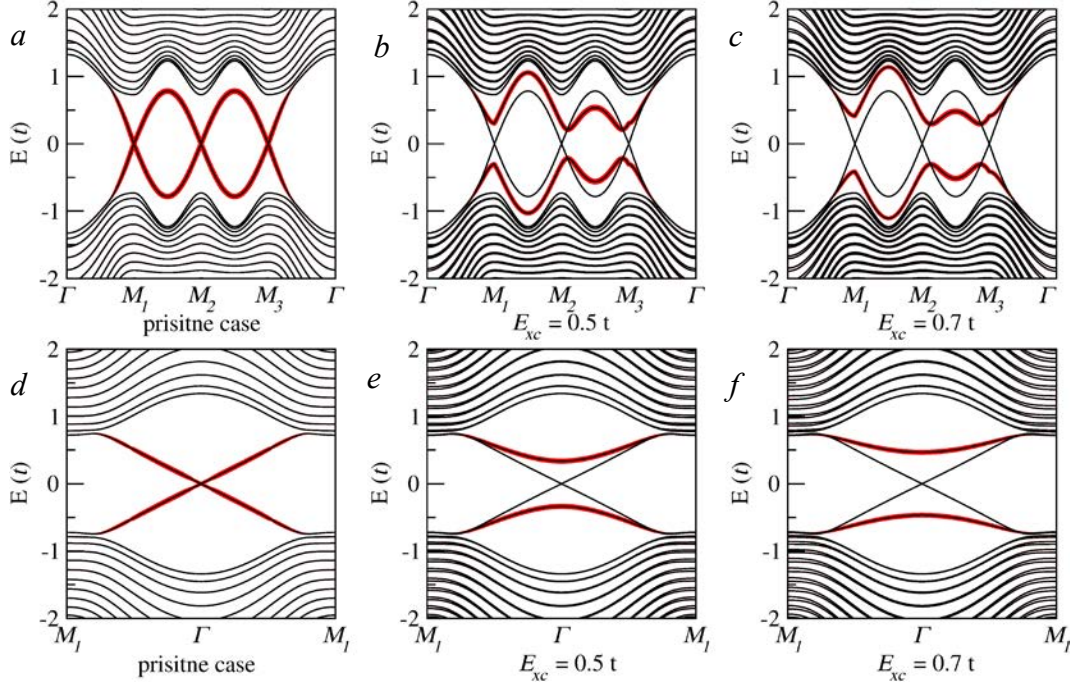 a
b
c
2
1
0
-1
-2
E (t)
Γ M1 M2 M3 Γ
prisitne case
2
1
0
-1
-2
E (t)
Γ M1 M2 M3 Γ
Exc = 0.5 t
2
1
0
-1
-2
E (t)
Γ M1 M2 M3 Γ
Exc = 0.7 t
d
e
f
2
1
0
-1
-2
E (t)
M1 Γ M1
prisitne case
2
1
0
-1
-2
E (t)
M1 Γ M1
Exc = 0.5 t
2
1
0
-1
-2
E (t)
M1 Γ M1
Exc = 0.7 t